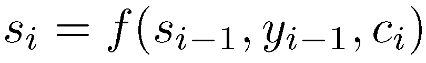 $s_i = f(s_{i-1}, y_{i-1}, c_i)$